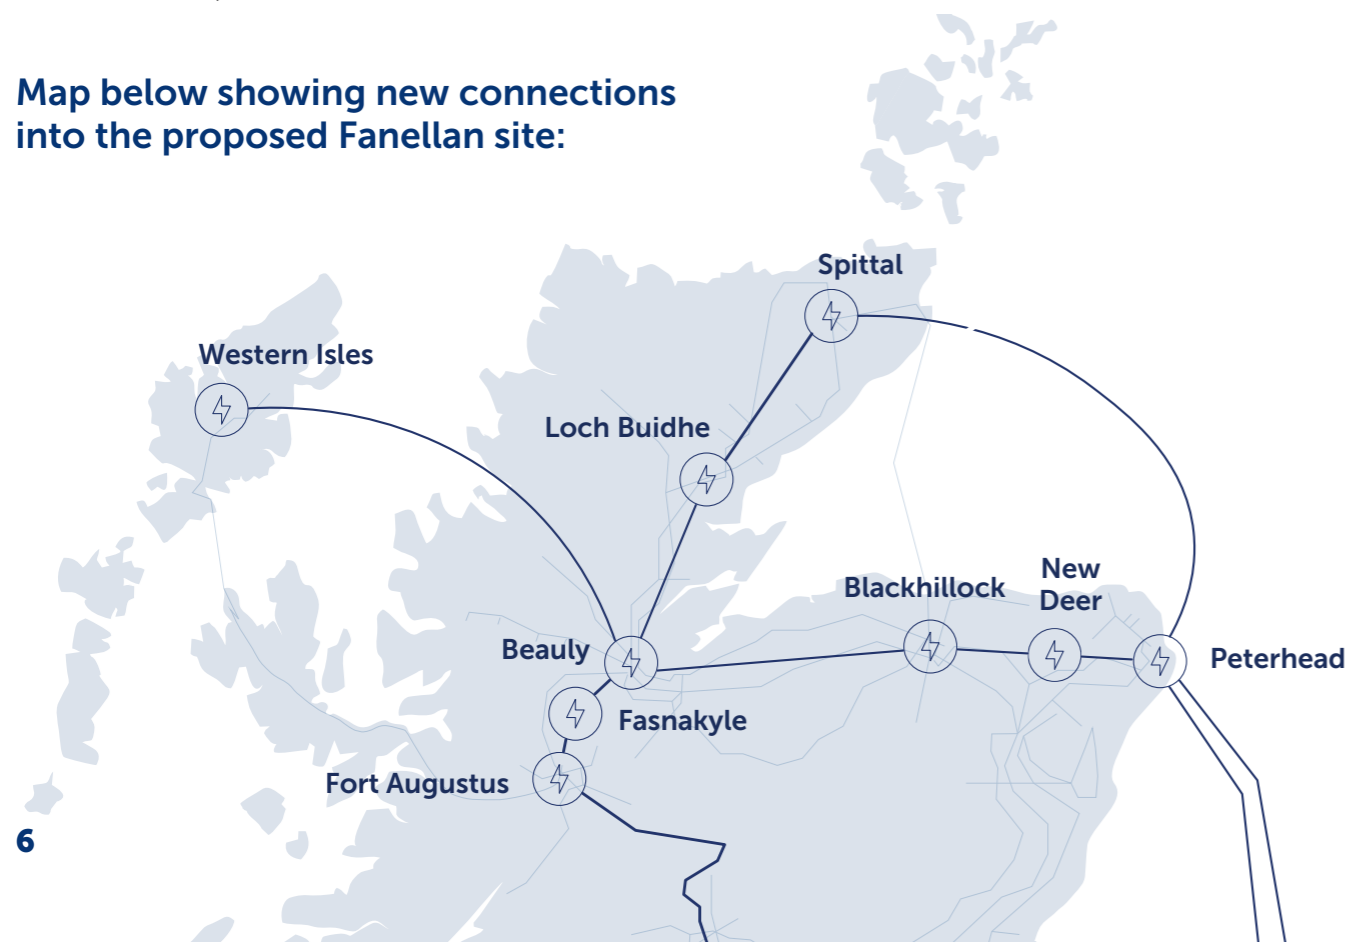 Map below showing new connections
into the proposed Fanellan site:
Spittal
Western Isles
Loch Buidhe
Blackhillock
New
Deer
Beauly
Peterhead
Fasnakyle
Fort Augustus
6